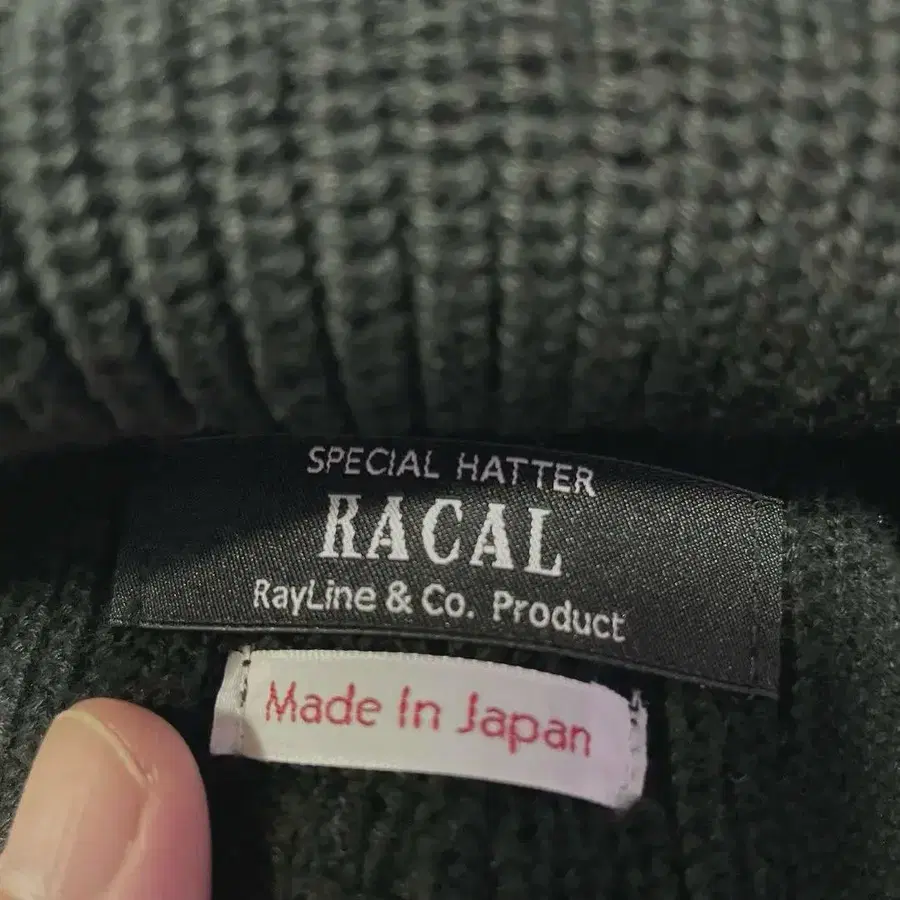 SPECIAL HATTER
RACAL
RayLine & Co. Product
Made In Japan